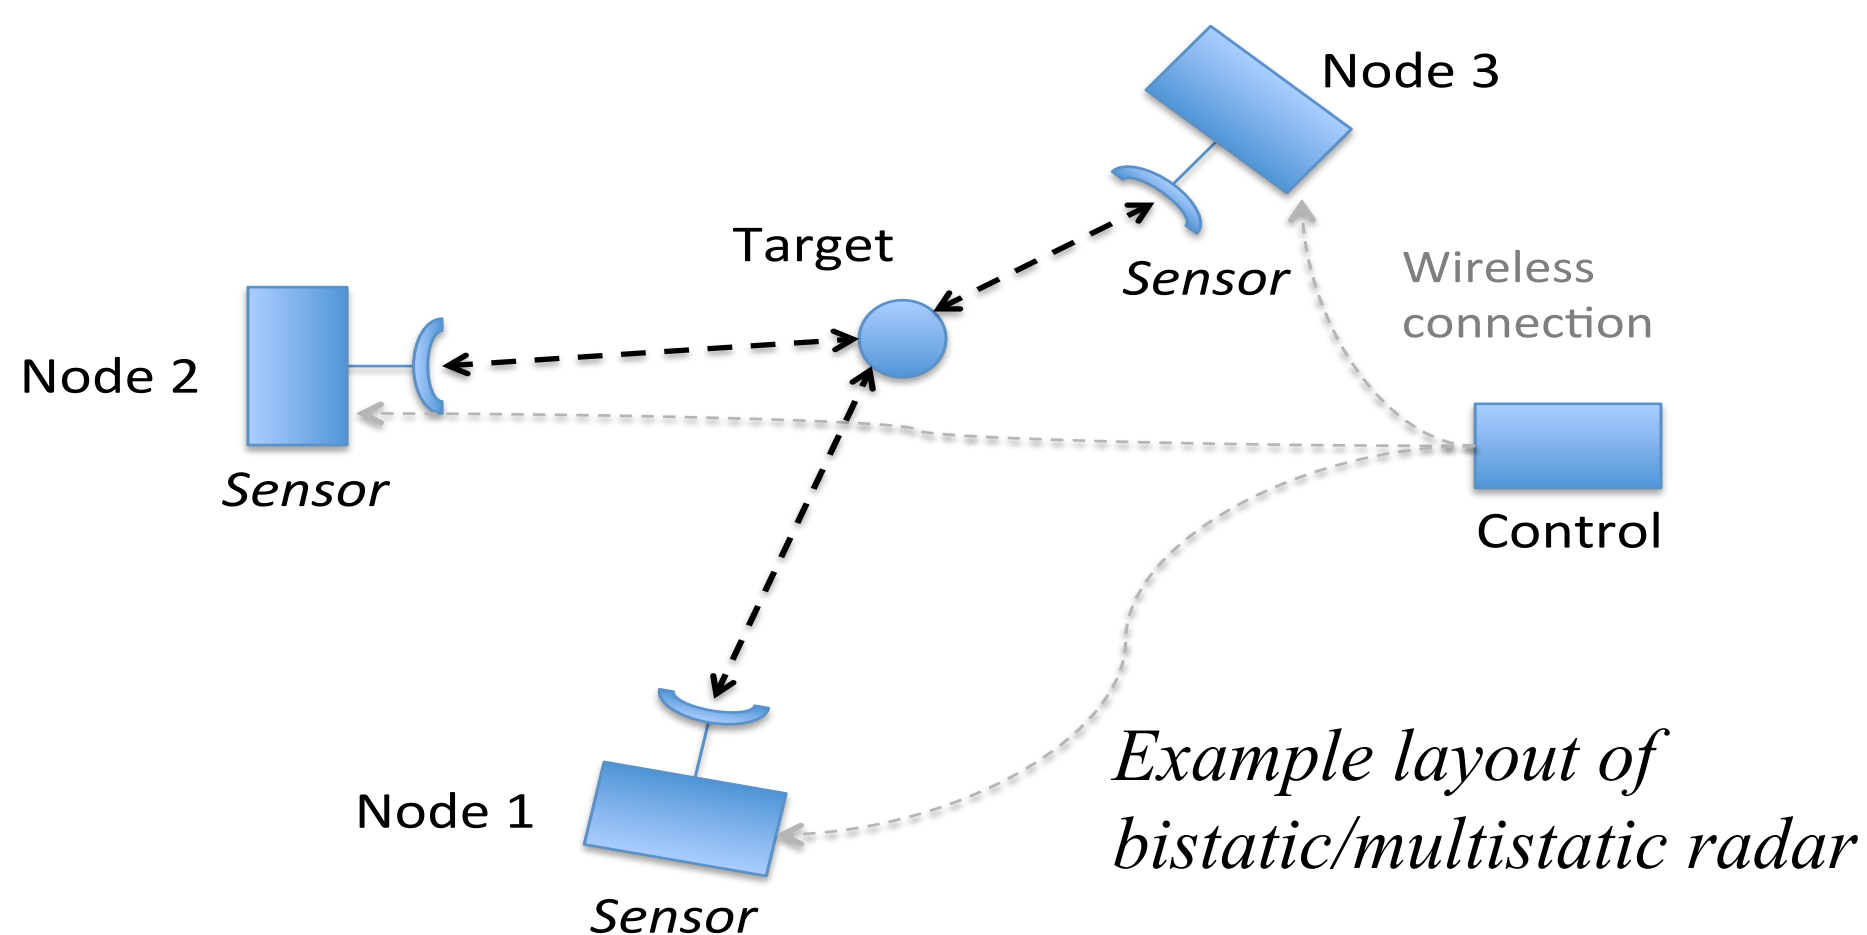 Node 3
Target
Sensor
Wireless
connection
Node 2
Sensor
Control
Node 1
Sensor
Example layout of
bistatic/multistatic radar